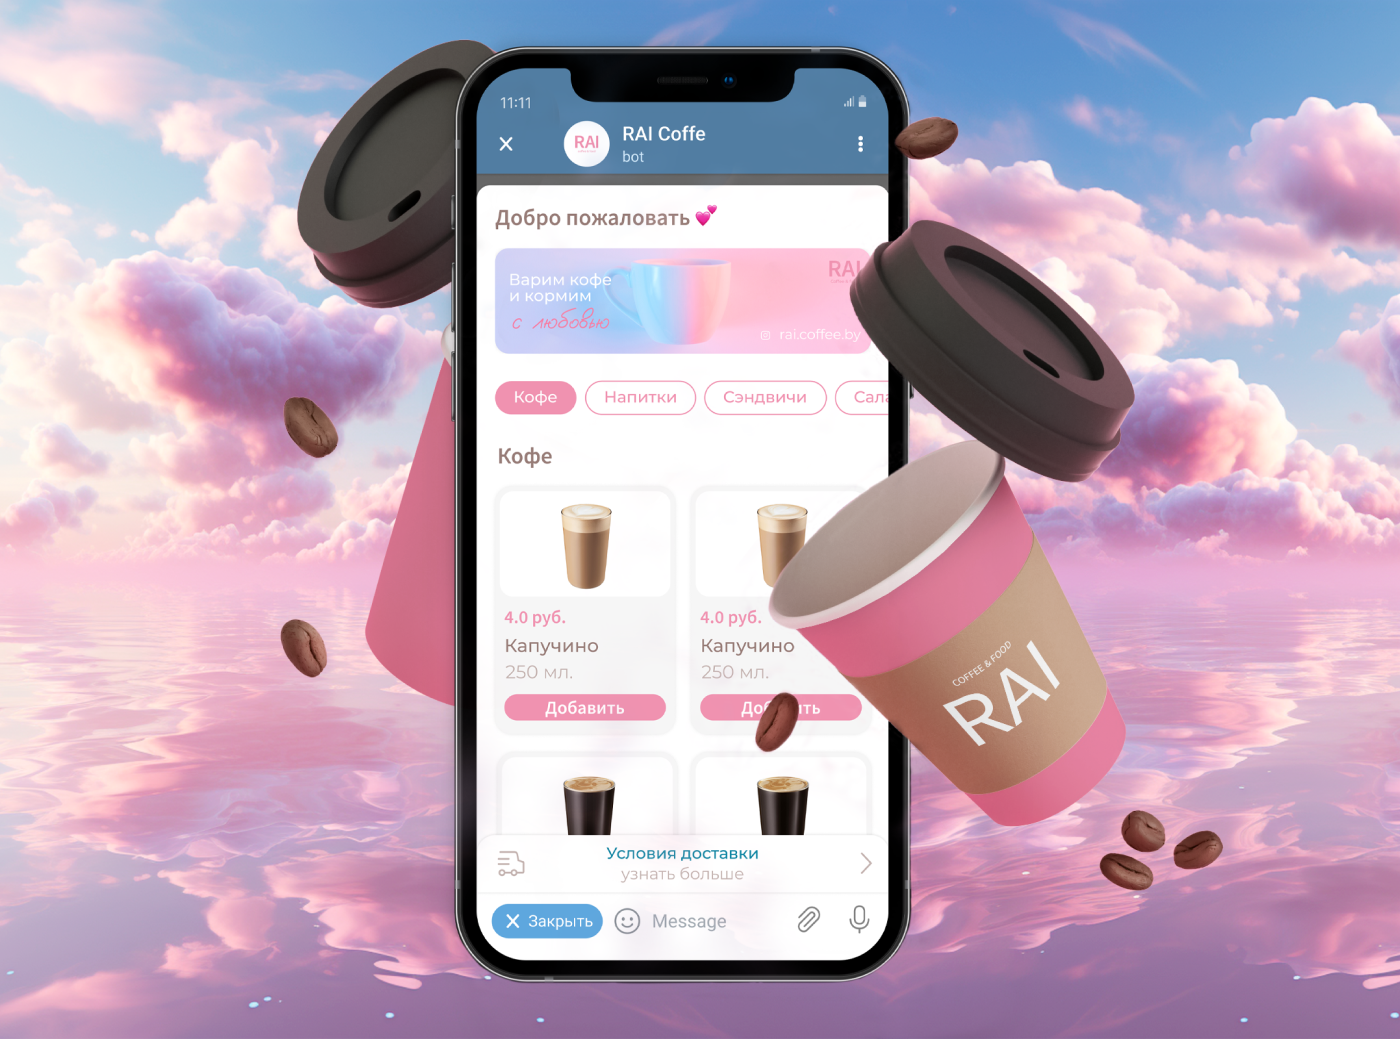 11:11
RAI
RAI Coffe
bot
Добро пожаловать
Варим кофе
и кормим
с любовью
RAI
rai.coffee.by
Кофе
Напитки
Сэндвичи
Сала
Кофе
4.0 руб.
Капучино
250 мл.
Добавить
4.0 руб.
Капучино
250 мл.
До ть
COFFEE & FOOD
RAI
Условия доставки
узнать больше
Закрыть
Message